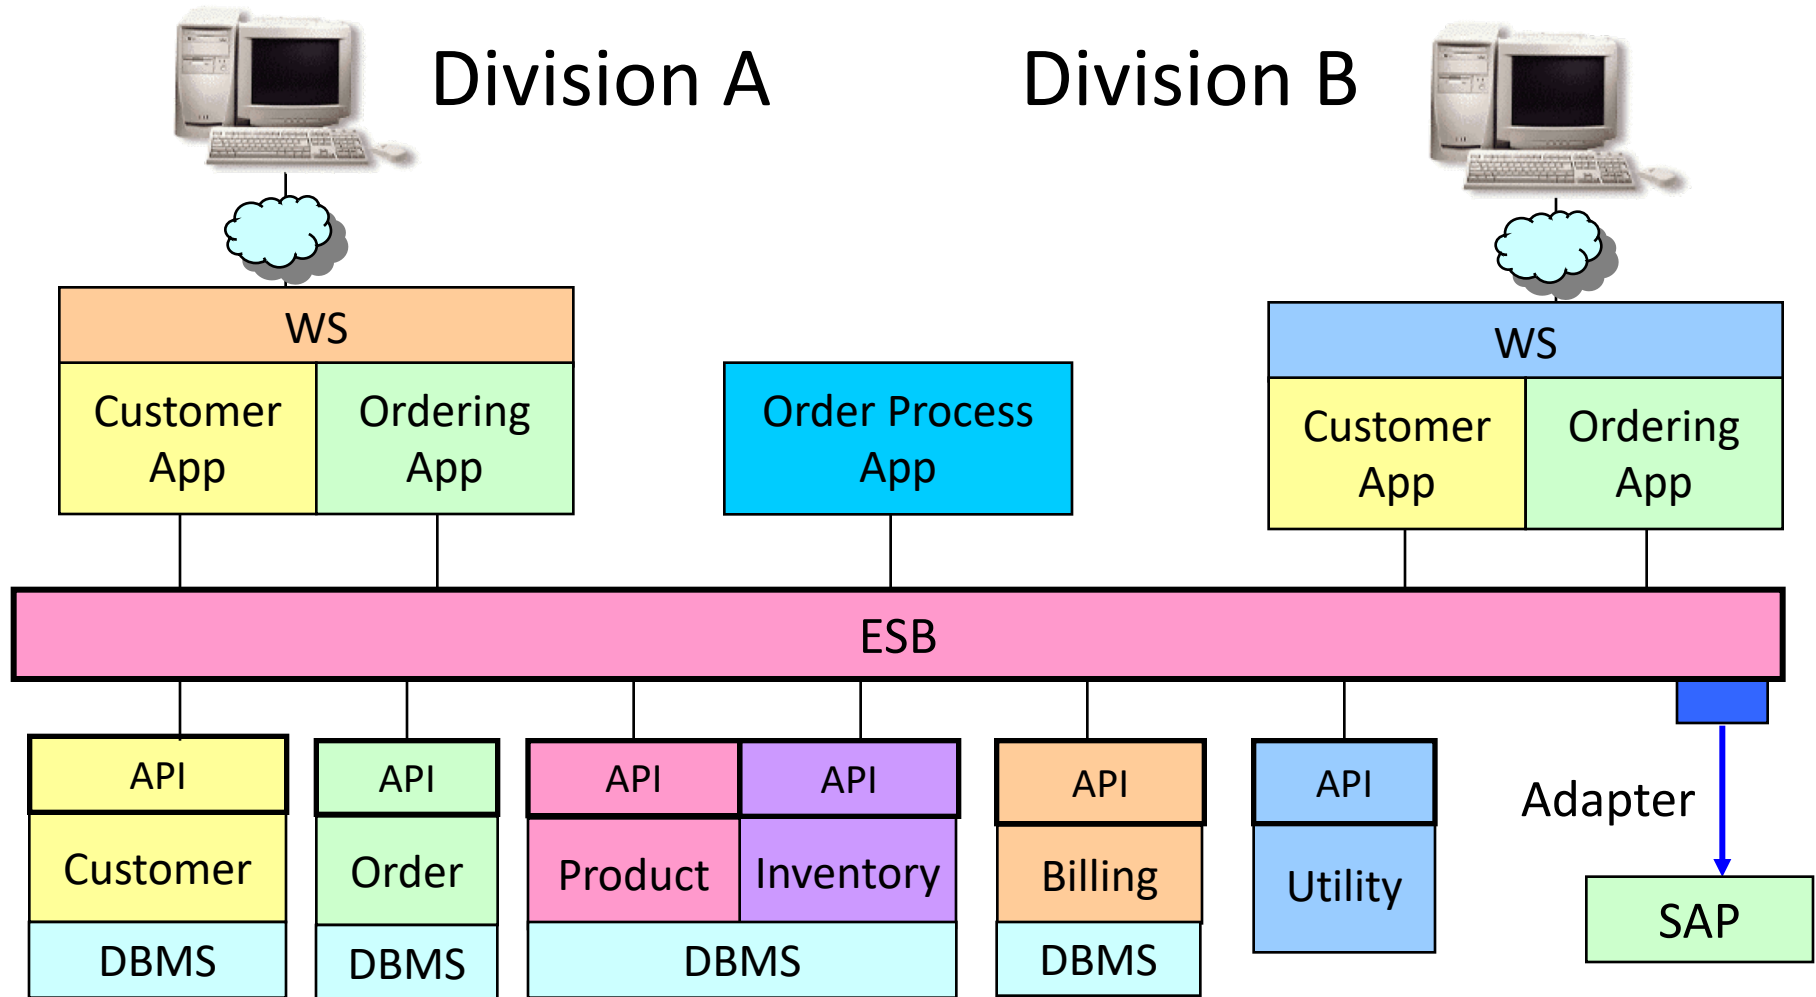 Division A
Division B
WS
WS
Customer
App
Ordering
App
Order Process
App
Customer
App
Ordering
App
ESB
API
API
API
API
API
API
Adapter
Customer
Order
Product
Inventory
Billing
Utility
SAP
DBMS
DBMS
DBMS
DBMS